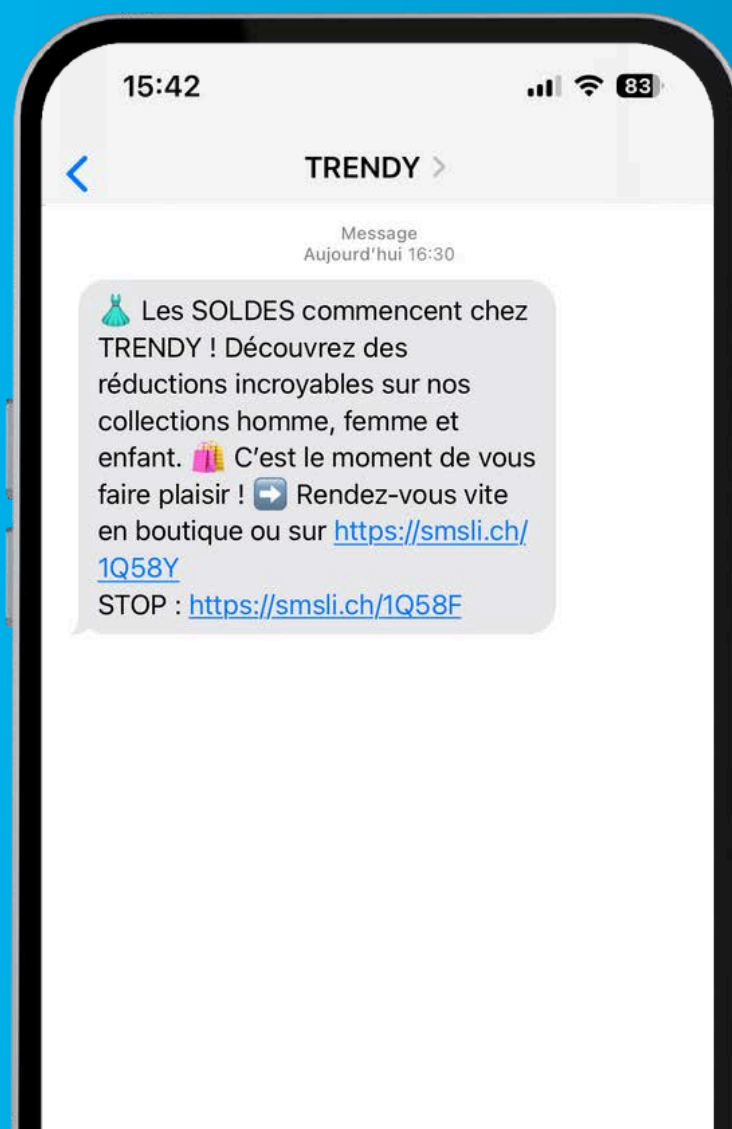 15:42
83
TRENDY >
Message
Aujourd'hui 16:30
👗 Les SOLDES commencent chez
TRENDY ! Découvrez des
réductions incroyables sur nos
collections homme, femme et
enfant. 🛍️ C'est le moment de vous
faire plaisir ! ➡️ Rendez-vous vite
en boutique ou sur https://smsli.ch/
1Q58Y
STOP : https://smsli.ch/1Q58F